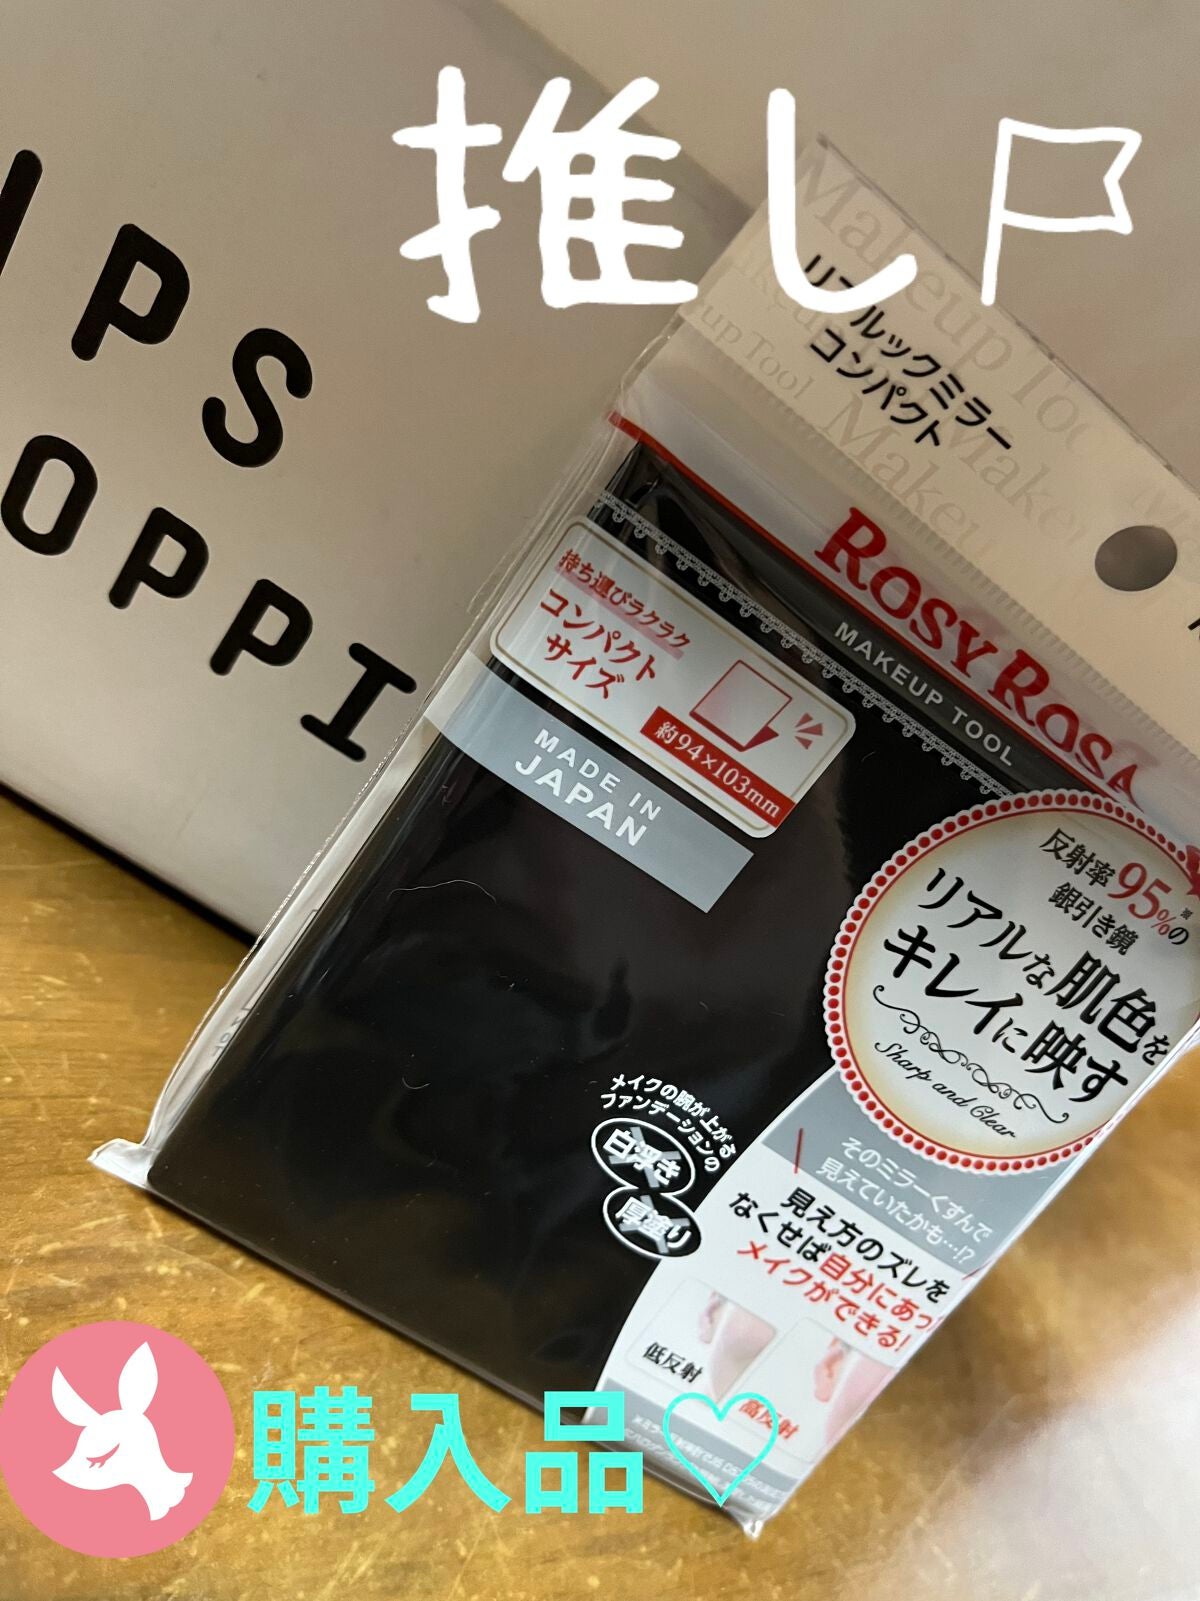 推し
IPS
OPPI
Makeup Tool
リアルックミラー
コンパクト
ROSY ROSA
MAKEUP TOOL
持ち運びラクラク
コンパクト
サイズ
約94×103mm
MADE IN
JAPAN
反射率95%の
銀引き鏡
リアルな肌色を
キレイに映す
Sharp and Clear
メイクの腕が上がる
ファンデーションの
白浮き
厚塗り
そのミラーくすんで
見えていたかも…!?
見え方のズレを
なくせば自分にあっ
メイクができる!
低反射
高反射
購入品♡